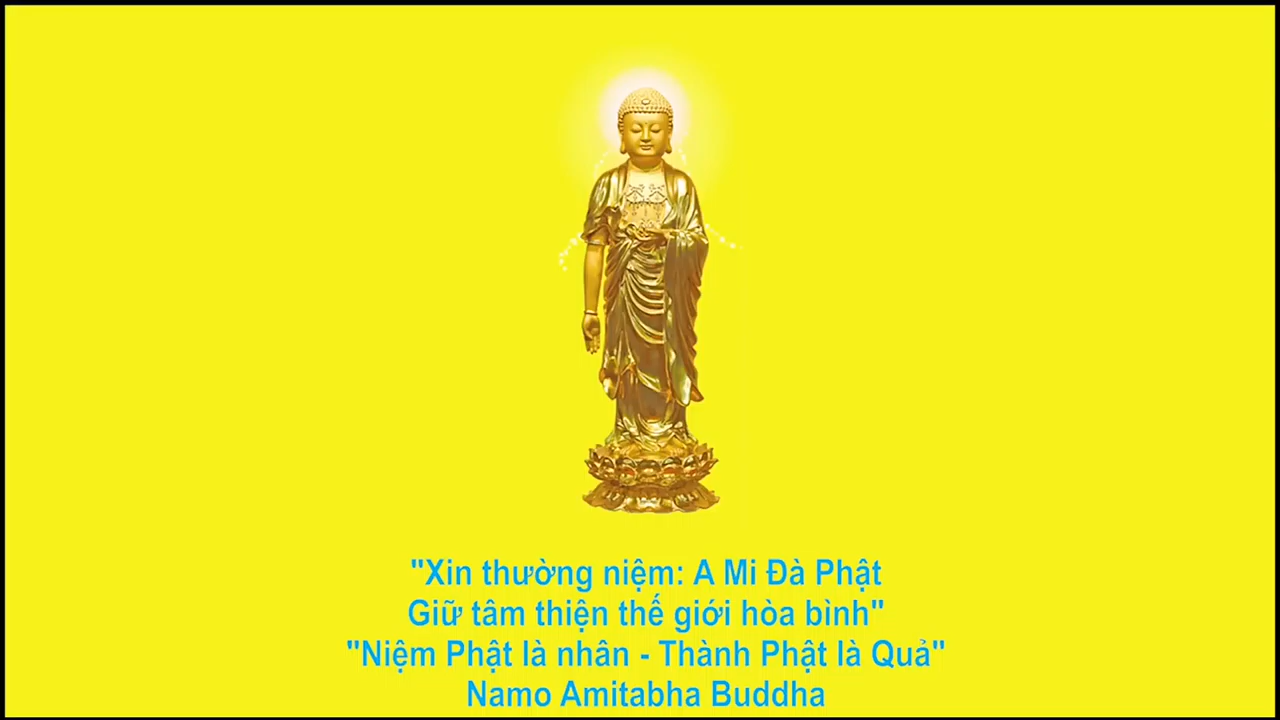 "Xin thường niệm: A Mi Đà Phật
Giữ tâm thiện thế giới hòa bình"
"Niệm Phật là nhân - Thành Phật là Quả"
Namo Amitabha Buddha